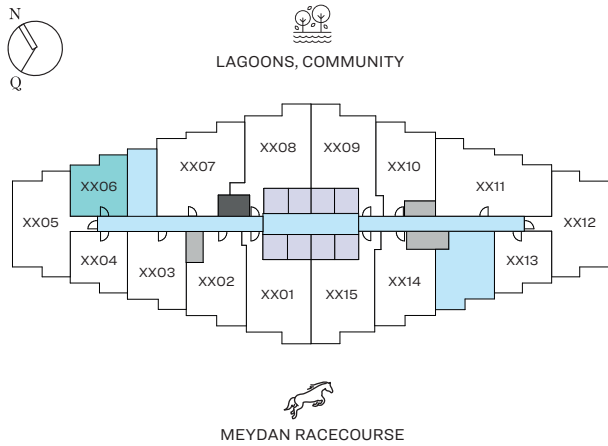 N
Q
LAGOONS, COMMUNITY
XX08
XX09
XX07
XX10
XX06
XX11
XX05
XX12
XX04
XX03
XX02
XX01
XX15
XX14
XX13
MEYDAN RACECOURSE